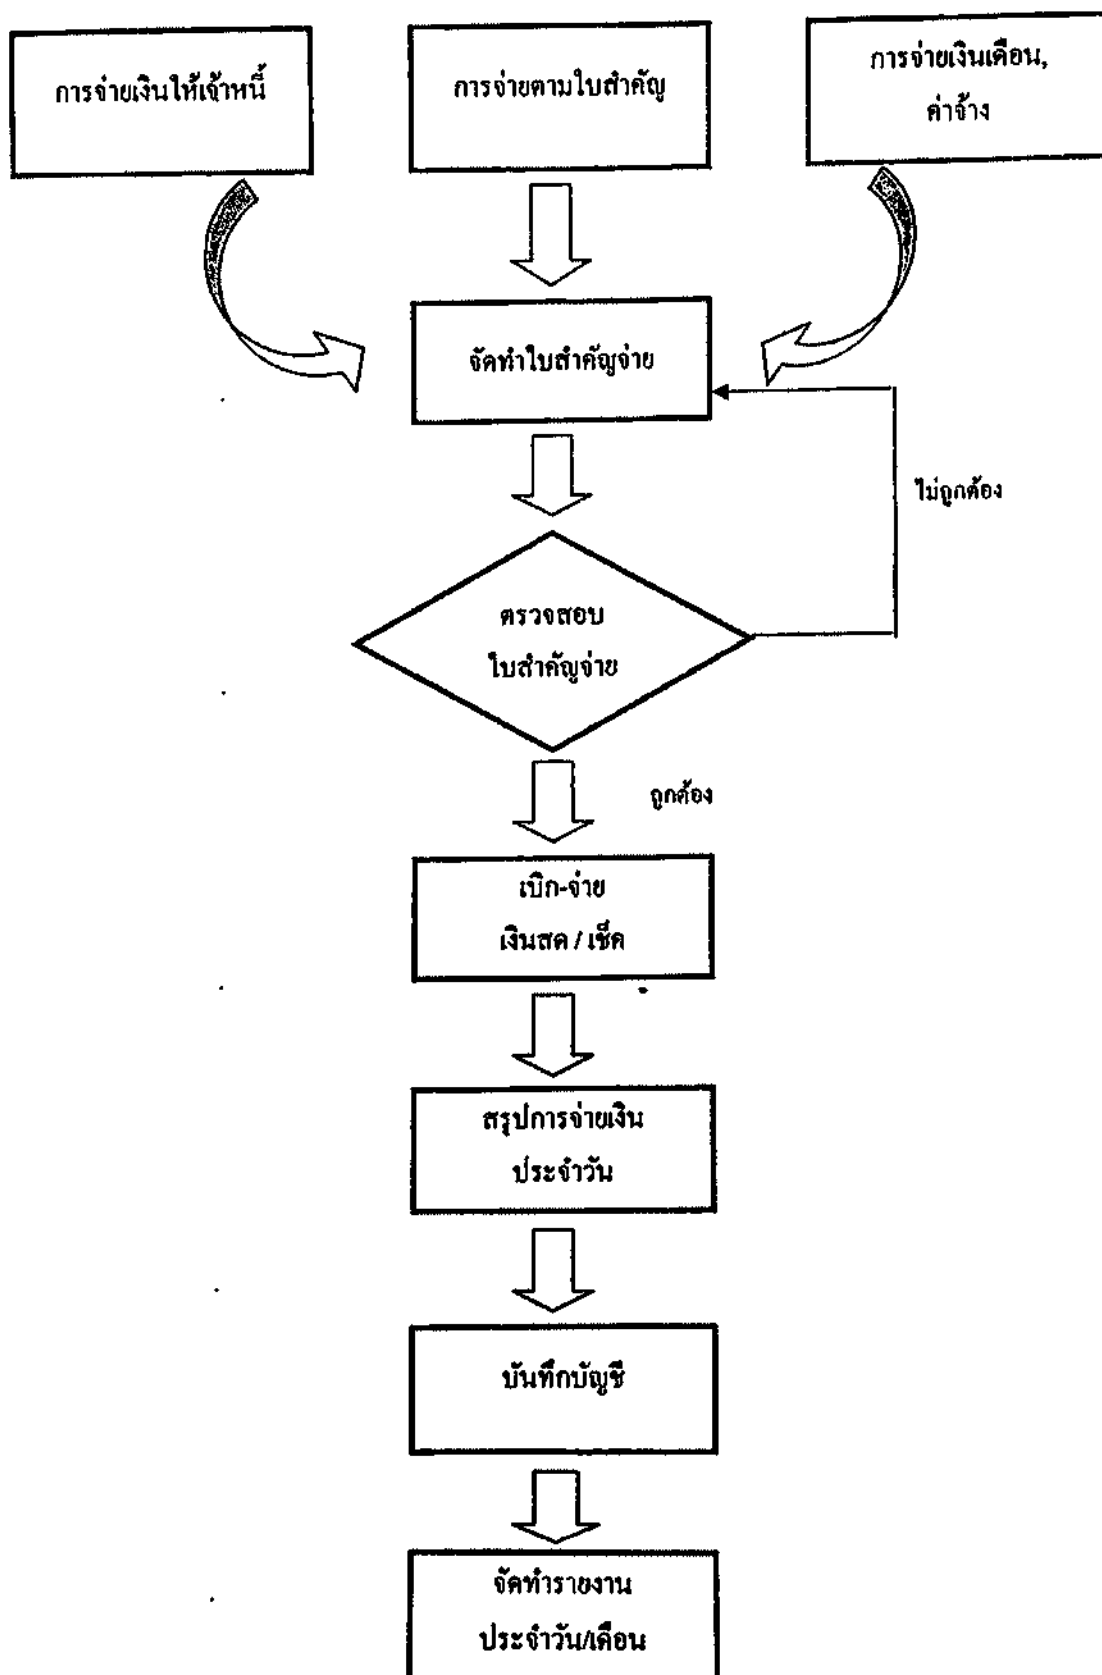 การจ่ายเงินให้เจ้าหนี้
การจ่ายตามใบสำคัญ
การจ่ายเงินเดือน,
ค่าจ้าง
จัดทำใบสำคัญจ่าย
ไม่ถูกต้อง
ตรวจสอบ
ใบสำคัญจ่าย
ถูกต้อง
เบิก-จ่าย
เงินสด / เช็ค
สรุปการจ่ายเงิน
ประจำวัน
บันทึกบัญชี
จัดทำรายงาน
ประจำวัน/เดือน